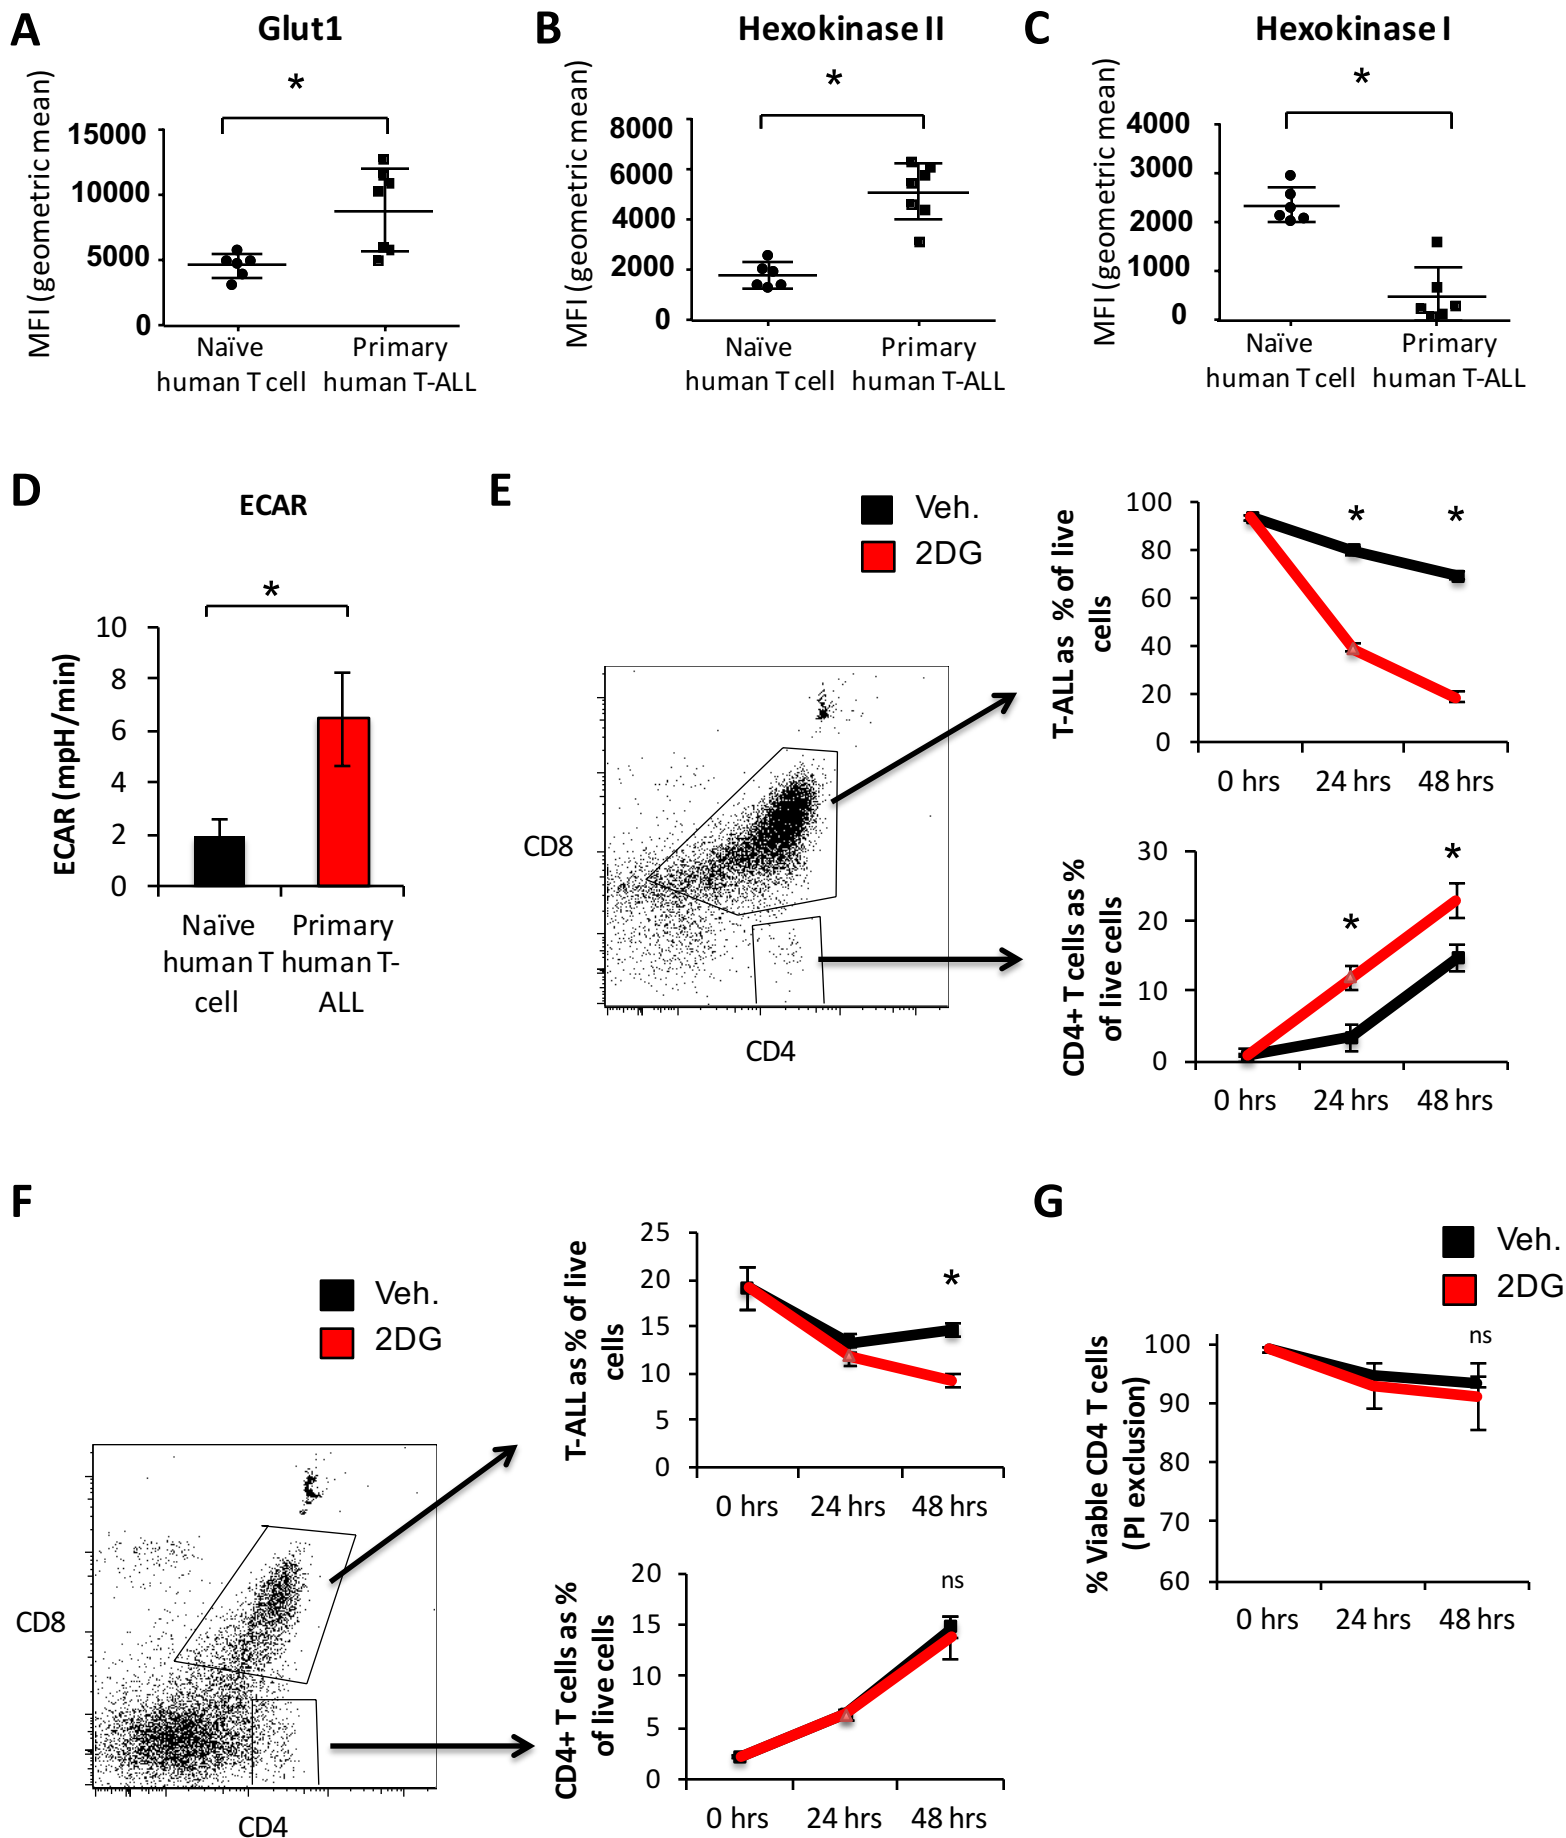 A
Glut1
MFI (geometric mean)
*
15000
10000
5000
0
Naïve
human T cell
Primary
human T-ALL
B
Hexokinase II
MFI (geometric mean)
*
8000
6000
4000
2000
0
Naïve
human T cell
Primary
human T-ALL
C
Hexokinase I
MFI (geometric mean)
*
4000
3000
2000
1000
0
Naïve
human T cell
Primary
human T-ALL
D
ECAR
*
ECAR (mpH/min)
10
8
6
4
2
0
Naïve
human T
cell
Primary
human T-
ALL
E
Veh.
2DG
CD8
CD4
T-ALL as % of live
cells
100
80
60
40
20
0
* *
0 hrs 24 hrs 48 hrs
CD4+ T cells as %
of live cells
30
20
10
0
* *
0 hrs 24 hrs 48 hrs
F
Veh.
2DG
CD8
CD4
T-ALL as % of live
cells
25
20
15
10
5
0
*
0 hrs 24 hrs 48 hrs
CD4+ T cells as %
of live cells
20
15
10
5
0
ns
0 hrs 24 hrs 48 hrs
G
Veh.
2DG
% Viable CD4 T cells
(PI exclusion)
100
90
80
70
60
ns
0 hrs 24 hrs 48 hrs